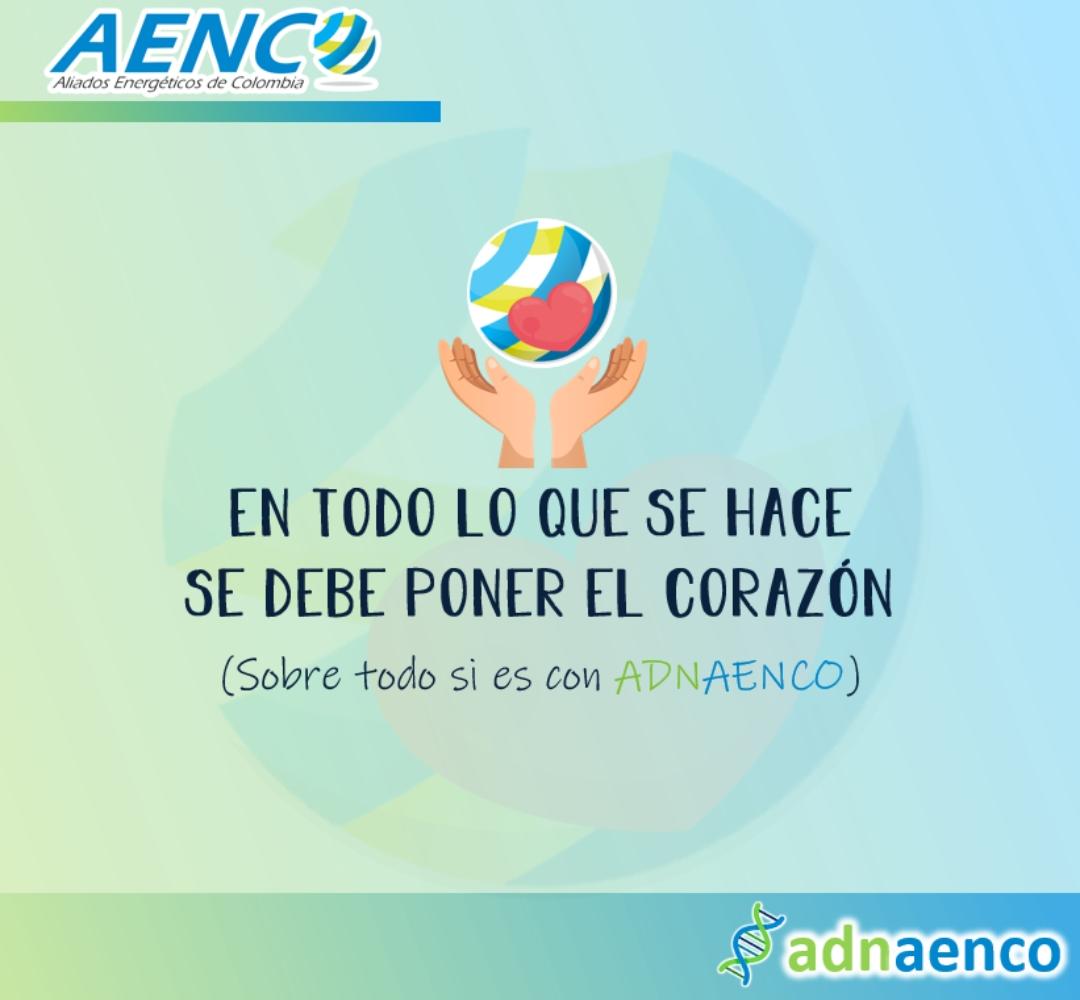 AENCO
Aliados Energéticos de Colombia
EN TODO LO QUE SE HACE
SE DEBE PONER EL CORAZÓN
(Sobre todo si es con ADNAENCO)
adnaenco